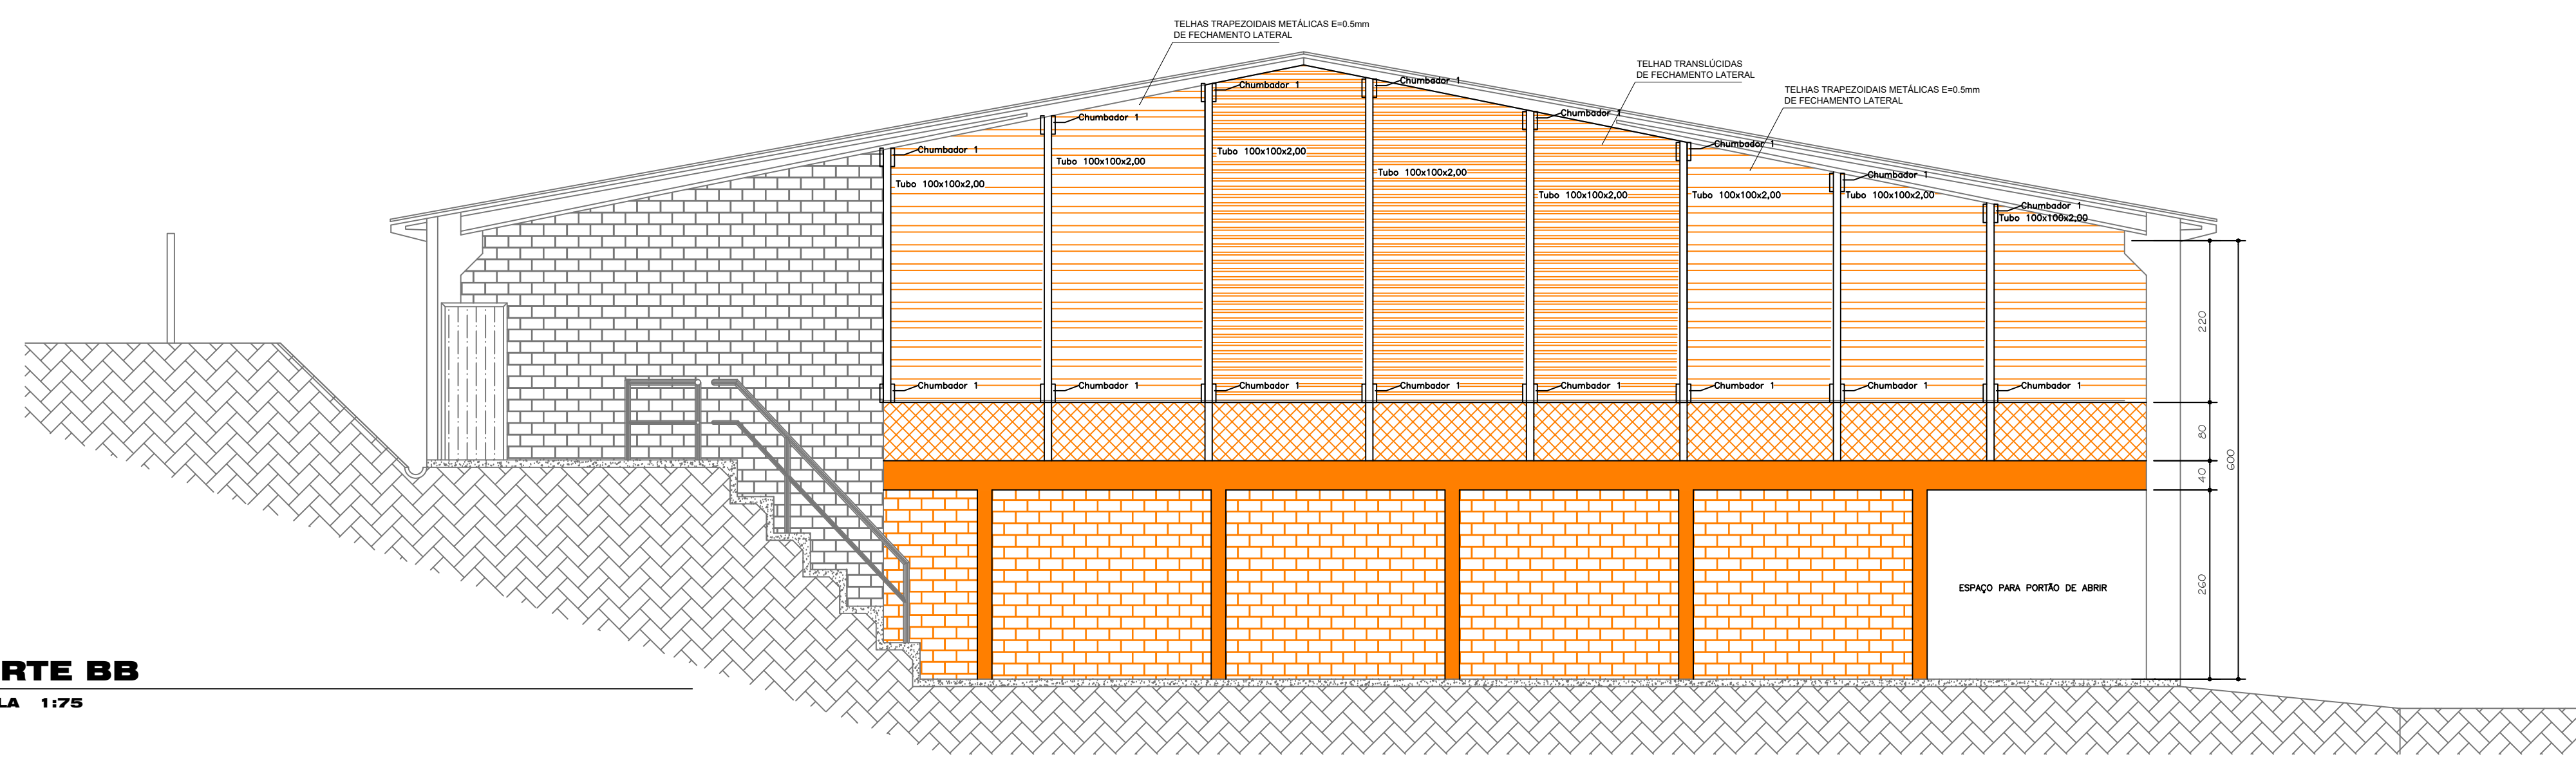 TELHAS TRAPEZOIDAIS METÁLICAS E=0.5mm
DE FECHAMENTO LATERAL
TELHAD TRANSLÚCIDAS
DE FECHAMENTO LATERAL
TELHAS TRAPEZOIDAIS METÁLICAS E=0.5mm
DE FECHAMENTO LATERAL
Chumbador 1
Chumbador 1
Chumbador 1
Chumbador 1
Chumbador 1
Chumbador 1
Chumbador 1
Chumbador 1
Tubo 100x100x2,00
Tubo 100x100x2,00
Tubo 100x100x2,00
Tubo 100x100x2,00
Tubo 100x100x2,00
Tubo 100x100x2,00
Tubo 100x100x2,00
Tubo 100x100x2,00
Chumbador 1
Chumbador 1
Chumbador 1
Chumbador 1
Chumbador 1
Chumbador 1
Chumbador 1
Chumbador 1
220
80
40
260
600
ESPAÇO PARA PORTÃO DE ABRIR
RTE BB
LA 1:75